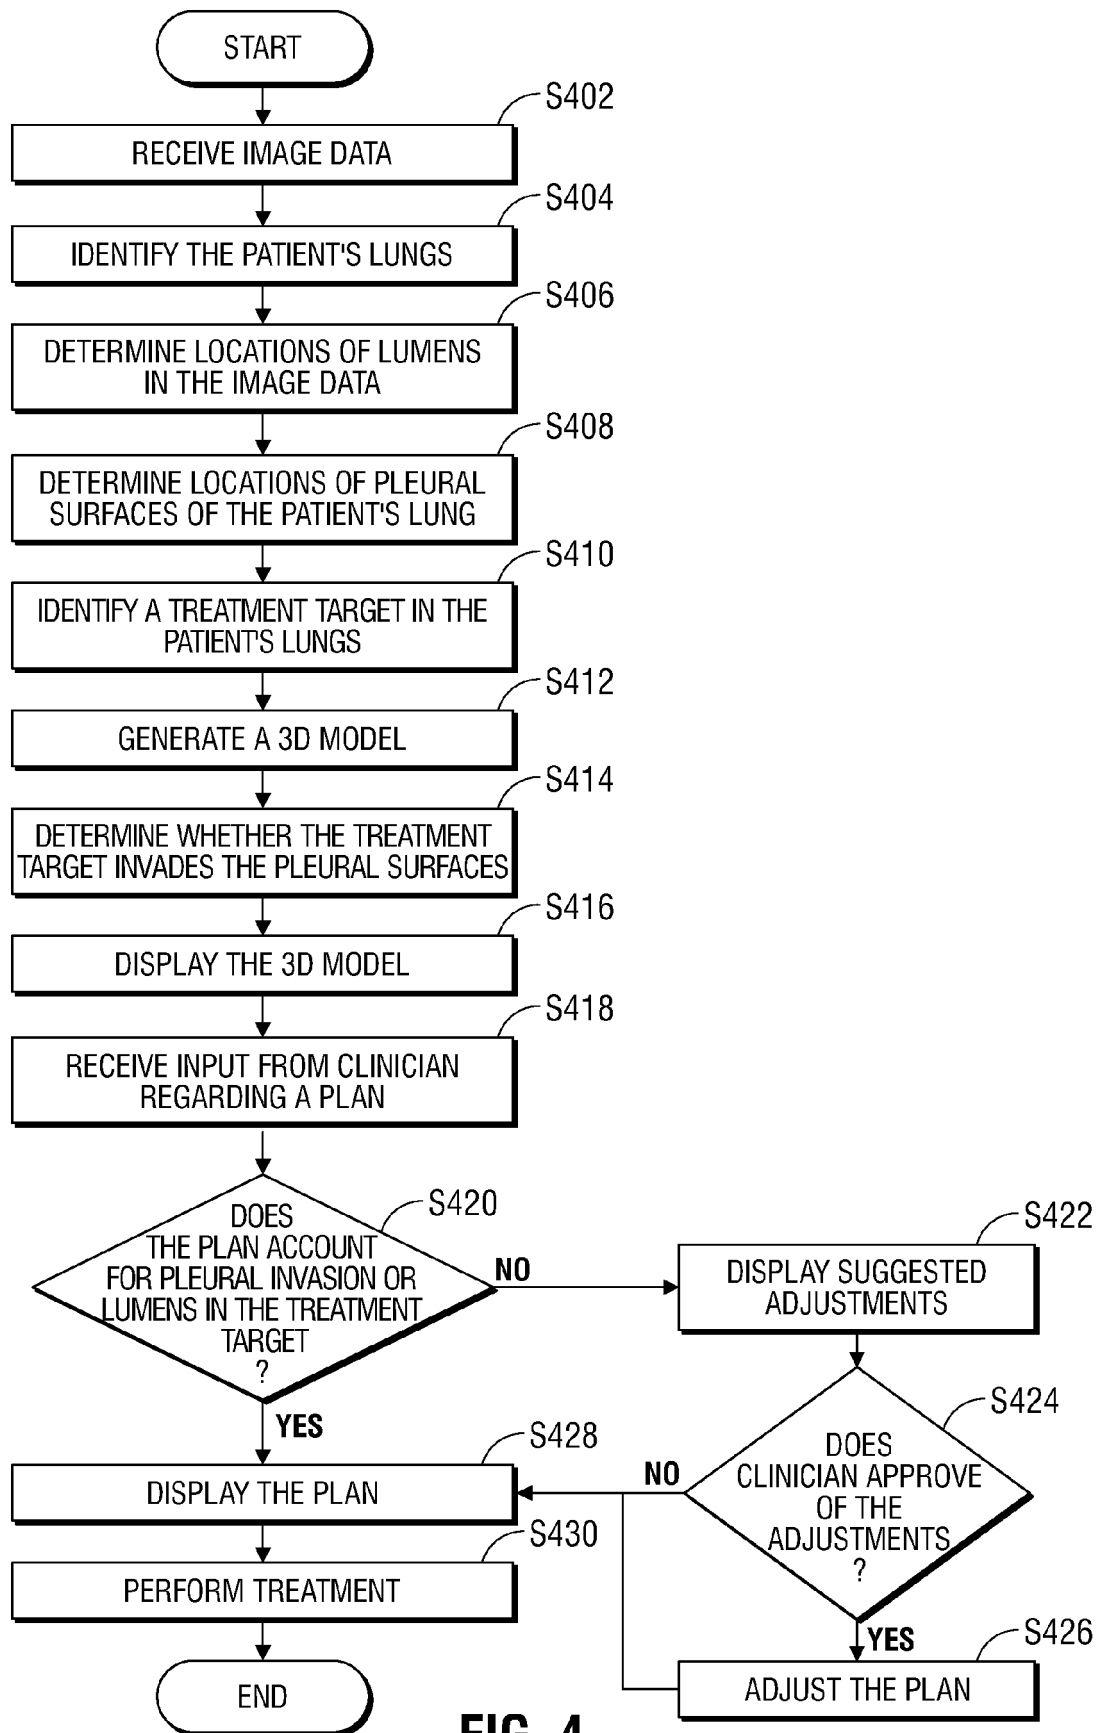 START
S402
RECEIVE IMAGE DATA
S404
IDENTIFY THE PATIENT'S LUNGS
S406
DETERMINE LOCATIONS OF LUMENS
IN THE IMAGE DATA
S408
DETERMINE LOCATIONS OF PLEURAL
SURFACES OF THE PATIENT'S LUNG
S410
IDENTIFY A TREATMENT TARGET IN THE
PATIENT'S LUNGS
S412
GENERATE A 3D MODEL
S414
DETERMINE WHETHER THE TREATMENT
TARGET INVADES THE PLEURAL SURFACES
S416
DISPLAY THE 3D MODEL
S418
RECEIVE INPUT FROM CLINICIAN
REGARDING A PLAN
S420
DOES
THE PLAN ACCOUNT
FOR PLEURAL INVASION OR
LUMENS IN THE TREATMENT
TARGET
?
NO
YES
S422
DISPLAY SUGGESTED
ADJUSTMENTS
S424
DOES
CLINICIAN APPROVE
OF THE
ADJUSTMENTS
?
NO
YES
S426
ADJUST THE PLAN
S428
DISPLAY THE PLAN
S430
PERFORM TREATMENT
END
FIG. 4